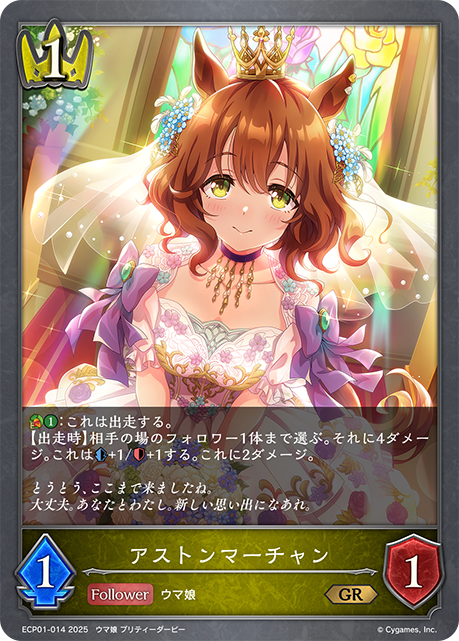 1
1：これは出走する。
【出走時】相手の場のフォロワー1体まで選ぶ。それに4ダメー
ジ。これは+1/+1する。これに2ダメージ。
とうとう、ここまで来ましたね。
大丈夫。あなたとわたし。新しい思い出になあれ。
アストンマーチャン
1
Follower ウマ娘
GR
1
ECP01-014 2025 ウマ娘 プリティーダービー
© Cygames, Inc.